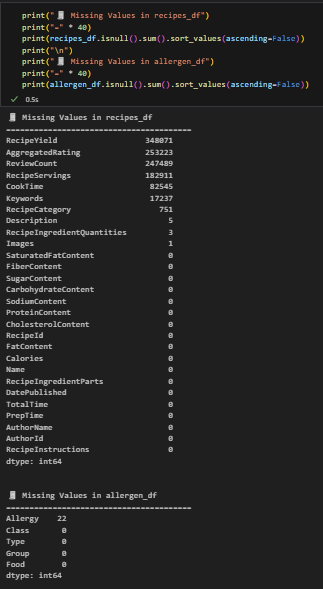 print("🧾 Missing Values in recipes_df")
print("=" * 40)
print(recipes_df.isnull().sum().sort_values(ascending=False))
print("\n")
print("🧾 Missing Values in allergen_df")
print("=" * 40)
print(allergen_df.isnull().sum().sort_values(ascending=False))
✓ 0.5s
🧾 Missing Values in recipes_df
========================================
RecipeYield 348071
AggregatedRating 253223
ReviewCount 247489
RecipeServings 182911
CookTime 82545
Keywords 17237
RecipeCategory 751
Description 5
RecipeIngredientQuantities 3
Images 1
SaturatedFatContent 0
FiberContent 0
SugarContent 0
CarbohydrateContent 0
SodiumContent 0
ProteinContent 0
CholesterolContent 0
RecipeId 0
FatContent 0
Calories 0
Name 0
RecipeIngredientParts 0
DatePublished 0
TotalTime 0
PrepTime 0
AuthorName 0
AuthorId 0
RecipeInstructions 0
dtype: int64
🧾 Missing Values in allergen_df
========================================
Allergy 22
Class 0
Type 0
Group 0
Food 0
dtype: int64